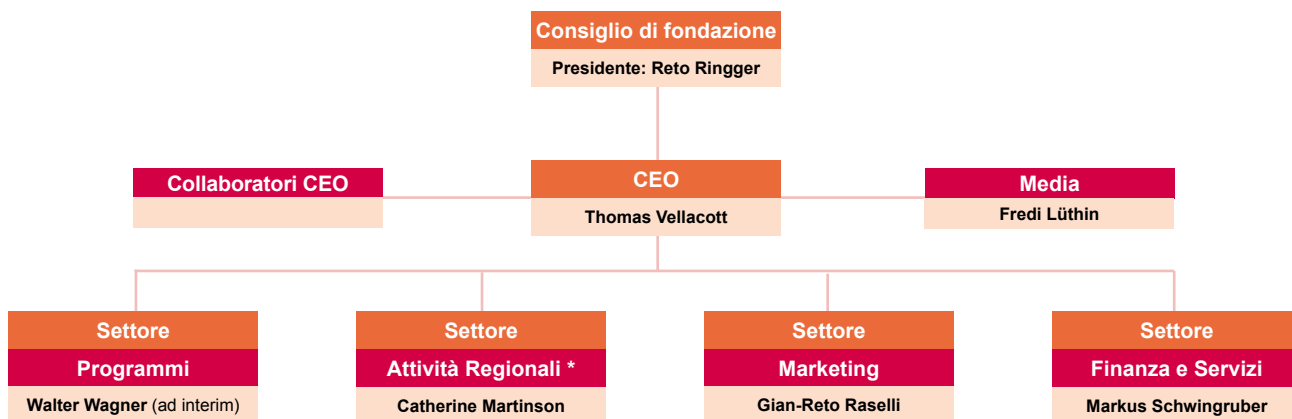 Consiglio di fondazione
Presidente: Reto Ringger
Collaboratori CEO
CEO
Media
Thomas Vellacott
Fredi Lüthin
Settore
Settore
Settore
Settore
Programmi
Attività Regionali *
Marketing
Finanza e Servizi
Walter Wagner (ad interim)
Catherine Martinson
Gian-Reto Raselli
Markus Schwingruber